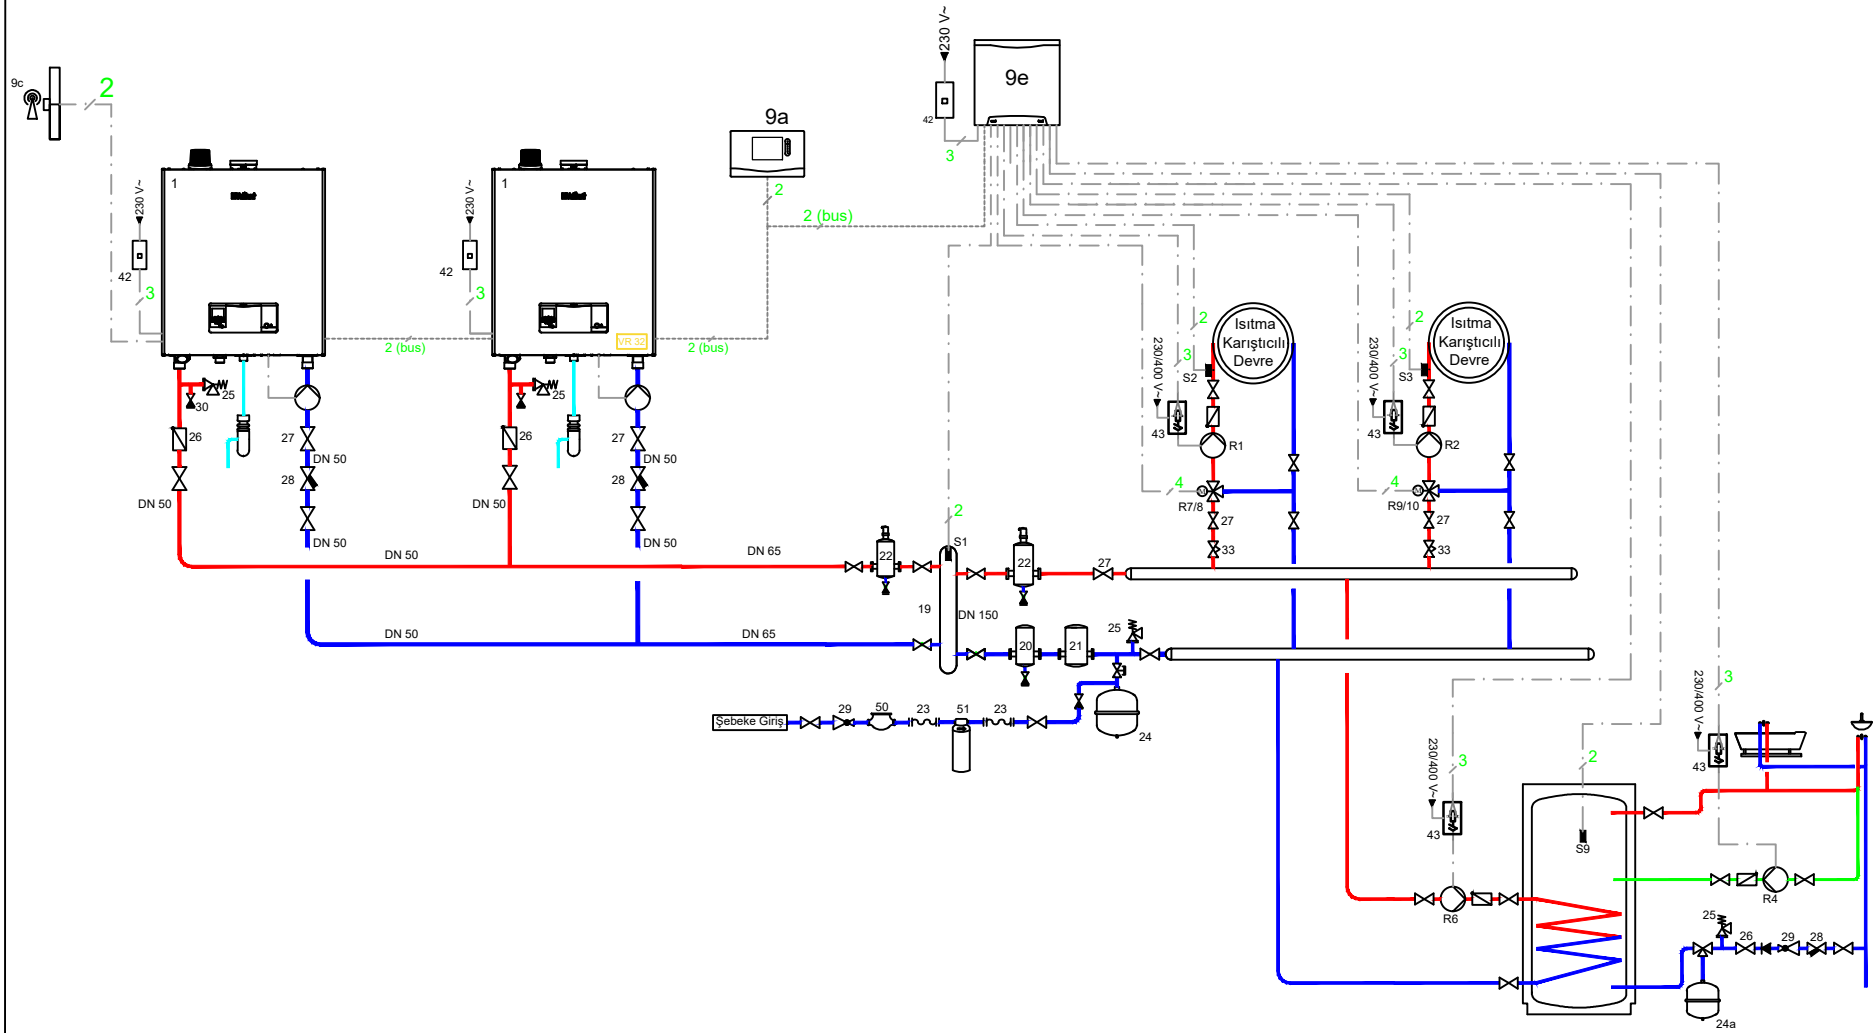 9c
2
230 V~
9e
42
3
9a
2
2 (bus)
1
Vaillant
230 V~
42
3
2 (bus)
1
Vaillant
230 V~
42
3
VR 32
2 (bus)
25
30
26
27
DN 50
28
DN 50
DN 50
25
26
27
DN 50
28
DN 50
DN 50
DN 50
DN 65
DN 50
DN 65
22
2
S1
19
DN 150
22
27
20
21
25
Isıtma
Karıştıcılı
Devre
2
3
S2
230/400 V~
43
R1
4
R7/8
27
33
Isıtma
Karıştıcılı
Devre
2
3
S3
230/400 V~
43
R2
4
R9/10
27
33
Şebeke Giriş
29
50
23
51
23
24
230/400 V~
3
43
R6
2
S9
230/400 V~
3
43
R4
25
26
29
28
24a